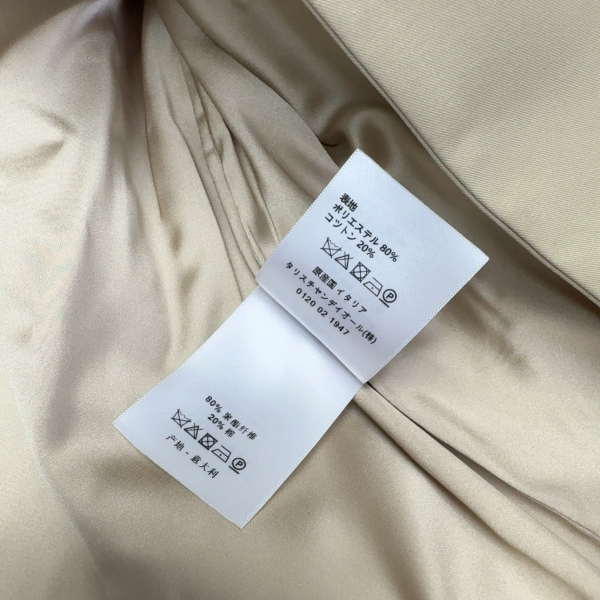 表地
ポリエステル 80%
コットン 20%
原産国 イタリア
タリスチャンデイオール(株)
0120 02 1947
80% 聚酯纤维
20% 棉
产地 - 意大利